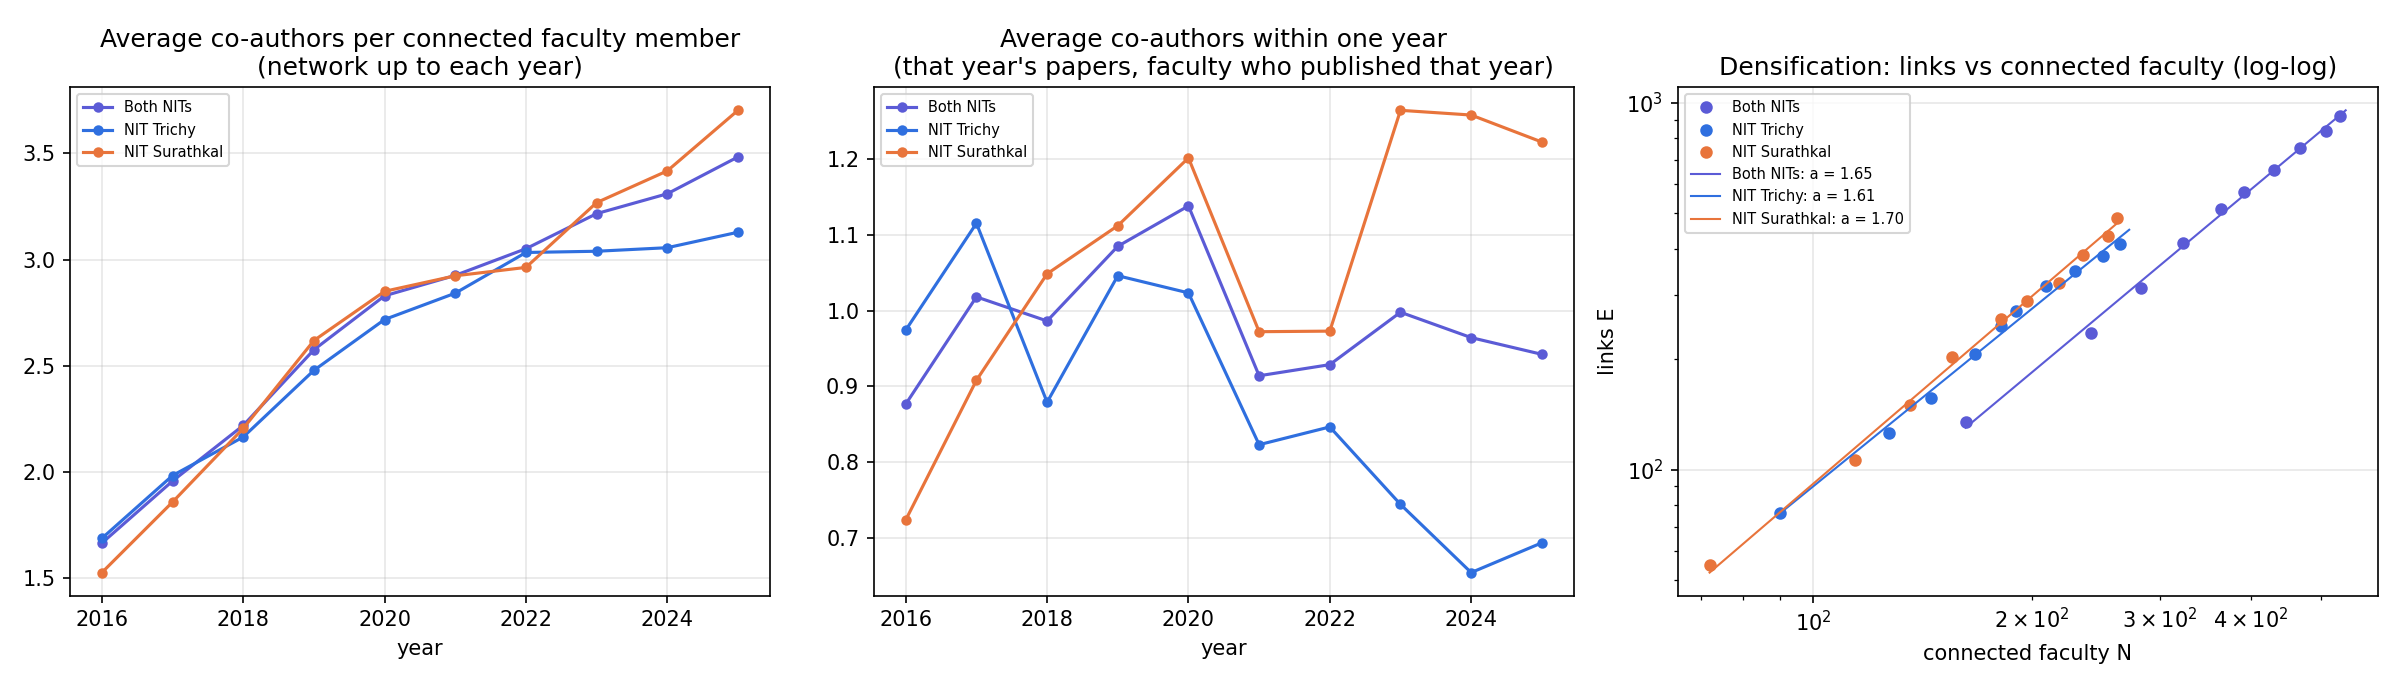 Average co-authors per connected faculty member
(network up to each year)
Both NITs
NIT Trichy
NIT Surathkal
3.5
3.0
2.5
2.0
1.5
2016
2018
2020
2022
2024
year
Average co-authors within one year
(that year's papers, faculty who published that year)
Both NITs
NIT Trichy
NIT Surathkal
1.2
1.1
1.0
0.9
0.8
0.7
2016
2018
2020
2022
2024
year
Densification: links vs connected faculty (log-log)
Both NITs
NIT Trichy
NIT Surathkal
Both NITs: a = 1.65
NIT Trichy: a = 1.61
NIT Surathkal: a = 1.70
10³
10²
links E
10²
2 × 10²
3 × 10²
4 × 10²
connected faculty N